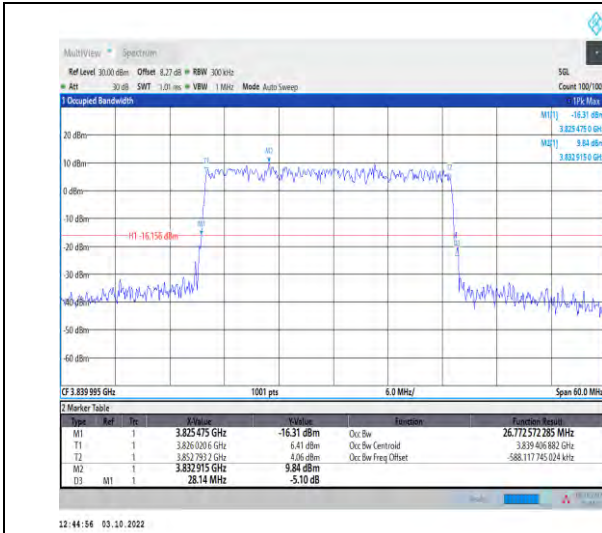 MultiView Spectrum
Ref Level 30.00 dBm Offset 8.27 dB RBW 300 kHz SGL
Att 30 dB SWT 1.01 ms VBW 1 MHz Mode Auto Sweep Count 100/100
1 Occupied Bandwidth 1Pk Max
M1[1] -16.31 dBm
3.825 475 0 GHz
M2[1] 9.84 dBm
3.832 915 0 GHz
20 dBm
M2
10 dBm
T1 T2
0 dBm
-10 dBm
M1
H1 -16.156 dBm
-20 dBm
D3
-30 dBm
-40 dBm
-50 dBm
-60 dBm
CF 3.839 995 GHz 1001 pts 6.0 MHz/ Span 60.0 MHz
2 Marker Table
Type Ref Trc X-Value Y-Value Function Function Result
M1 1 3.825 475 GHz -16.31 dBm Occ Bw 26.772 572 285 MHz
T1 1 3.826 020 6 GHz 6.41 dBm Occ Bw Centroid 3.839 406 882 GHz
T2 1 3.852 793 2 GHz 4.06 dBm Occ Bw Freq Offset -588.117 745 024 kHz
M2 1 3.832 915 GHz 9.84 dBm
D3 M1 1 28.14 MHz -5.10 dB
12:44:56 03.10.2022